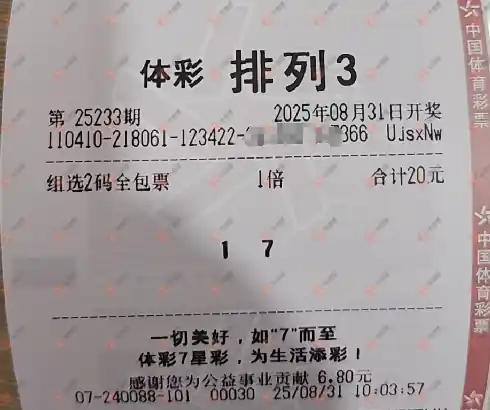 体彩 排列3
第 25233期 2025年08月31日开奖
110410-218061-123422- 366 UjsxNw
组选2码全包票 1倍 合计20元
1 7
一切美好，如"7"而至
体彩7星彩，为生活添彩！
感谢您为公益事业贡献 6.80元
07-240088-101 00030 25/08/31 10:03:57
中国体育彩票
中国体育彩票